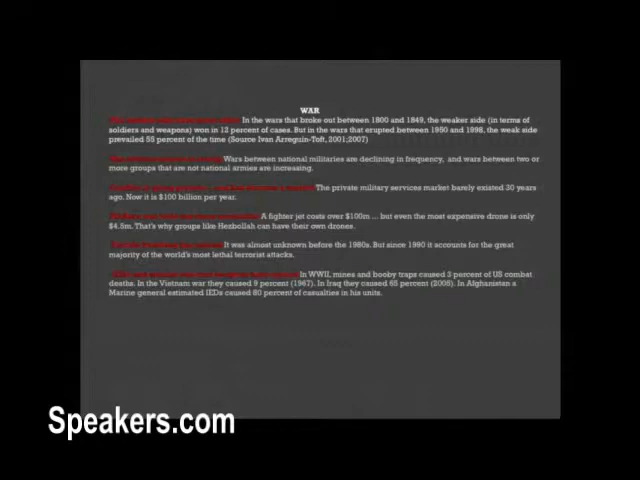 WAR
In the wars that broke out between 1800 and 1849, the weaker side (in terms of
soldiers and weapons) won in 12 percent of cases. But in the wars that erupted between 1950 and 1998, the weak side
prevailed 55 percent of the time (Source Ivan Arreguin-Toft, 2001;2007)
Wars between national militaries are declining in frequency, and wars between two or
more groups that are not national armies are increasing.
The private military services market barely existed 30 years
ago. Now it is $100 billion per year.
A fighter jet costs over $100m ... but even the most expensive drone is only
$4.5m. That's why groups like Hezbollah can have their own drones.
It was almost unknown before the 1980s. But since 1990 it accounts for the great
majority of the world's most lethal terrorist attacks.
In WWII, mines and booby traps caused 3 percent of US combat
deaths. In the Vietnam war they caused 9 percent (1967). In Iraq they caused 65 percent (2005). In Afghanistan a
Marine general estimated IEDs caused 80 percent of casualties in his units.
Speakers.com